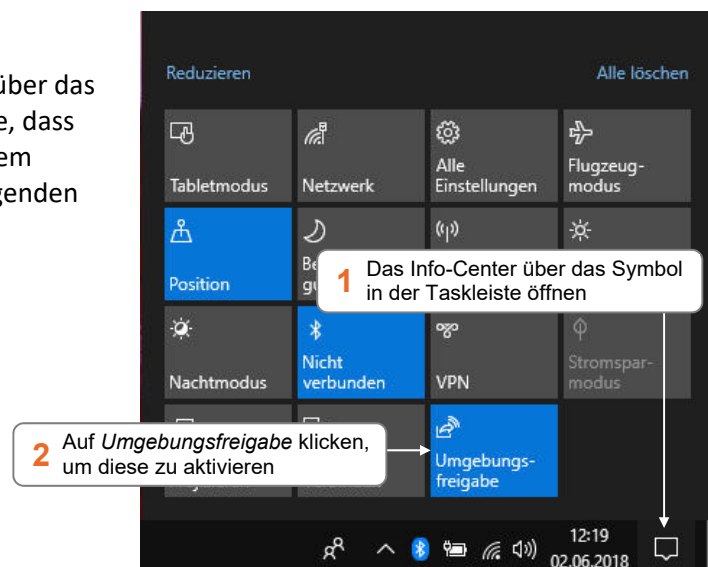 über das
e, dass
em
genden
Reduzieren
Alle löschen
Tabletmodus
Netzwerk
Alle
Einstellungen
Flugzeug-
modus
Position
1 Das Info-Center über das Symbol
in der Taskleiste öffnen
Nachtmodus
Nicht
verbunden
VPN
Stromspar-
modus
2 Auf Umgebungsfreigabe klicken,
um diese zu aktivieren
Umgebungs-
freigabe
12:19
02.06.2018